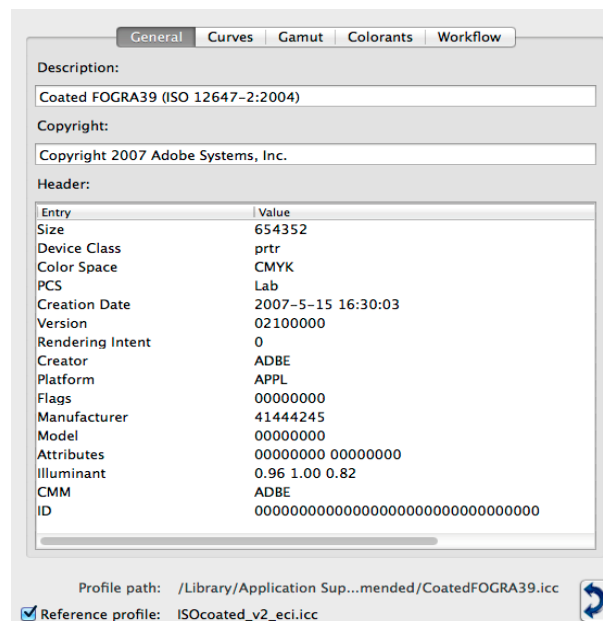 General Curves Gamut Colorants Workflow
Description:
Coated FOGRA39 (ISO 12647-2:2004)
Copyright:
Copyright 2007 Adobe Systems, Inc.
Header:
Entry Value
Size 654352
Device Class prtr
Color Space CMYK
PCS Lab
Creation Date 2007-5-15 16:30:03
Version 02100000
Rendering Intent 0
Creator ADBE
Platform APPL
Flags 00000000
Manufacturer 41444245
Model 00000000
Attributes 00000000 00000000
Illuminant 0.96 1.00 0.82
CMM ADBE
ID 00000000000000000000000000000000
Profile path: /Library/Application Sup...mended/CoatedFOGRA39.icc
Reference profile: ISOcoated_v2_eci.icc